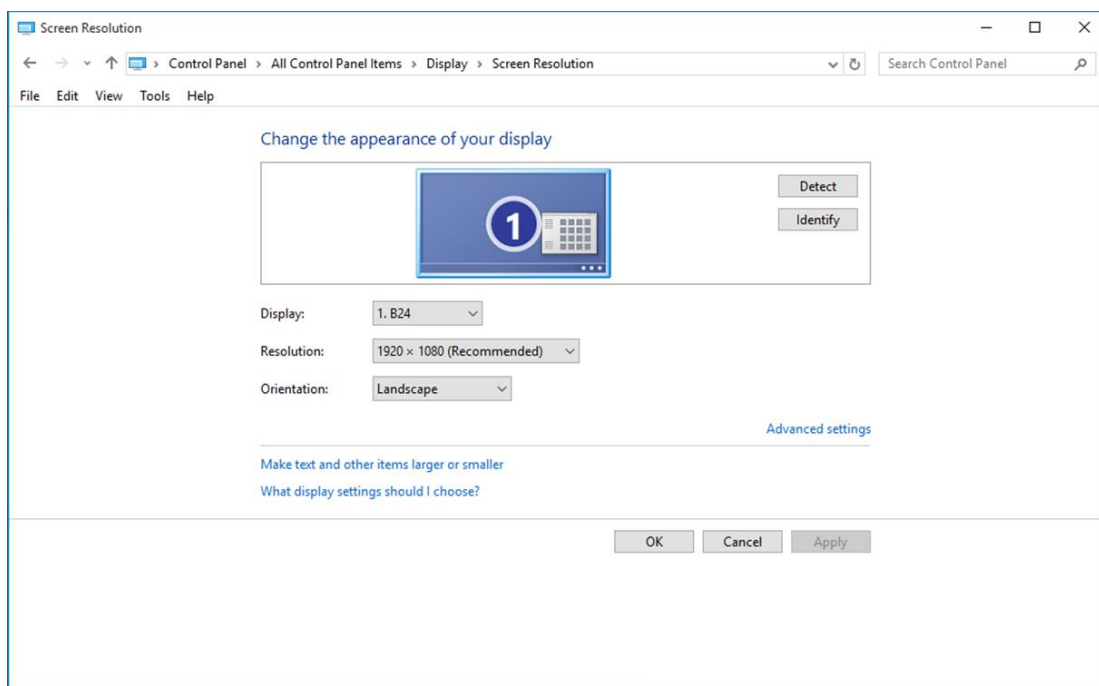 Screen Resolution
Control Panel > All Control Panel Items > Display > Screen Resolution
Search Control Panel
File Edit View Tools Help
Change the appearance of your display
1
Detect
Identify
Display: 1. B24
Resolution: 1920 × 1080 (Recommended)
Orientation: Landscape
Advanced settings
Make text and other items larger or smaller
What display settings should I choose?
OK Cancel Apply